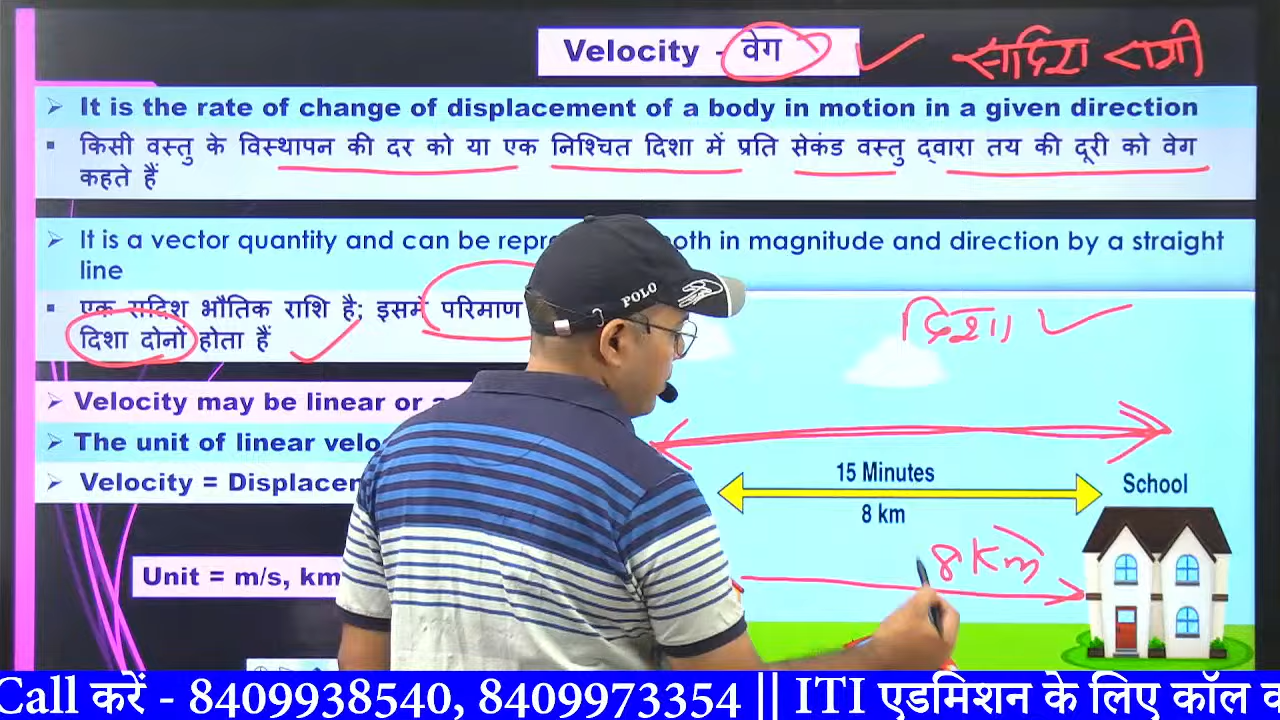 Velocity - वेग सादिश राशी
It is the rate of change of displacement of a body in motion in a given direction
किसी वस्तु के विस्थापन की दर को या एक निश्चित दिशा में प्रति सेकंड वस्तु द्वारा तय की दूरी को वेग
कहते हैं
It is a vector quantity and can be repr oth in magnitude and direction by a straight
line
एक सदिश भौतिक राशि है; इसमें परिमाण
दिशा दोनों होता हैं
दिशा
Velocity may be linear or a
The unit of linear velo
Velocity = Displacem
15 Minutes
8 km
School
8 Km
Unit = m/s, km
POLO
Call करें - 8409938540, 8409973354 || ITI एडमिशन के लिए कॉल क